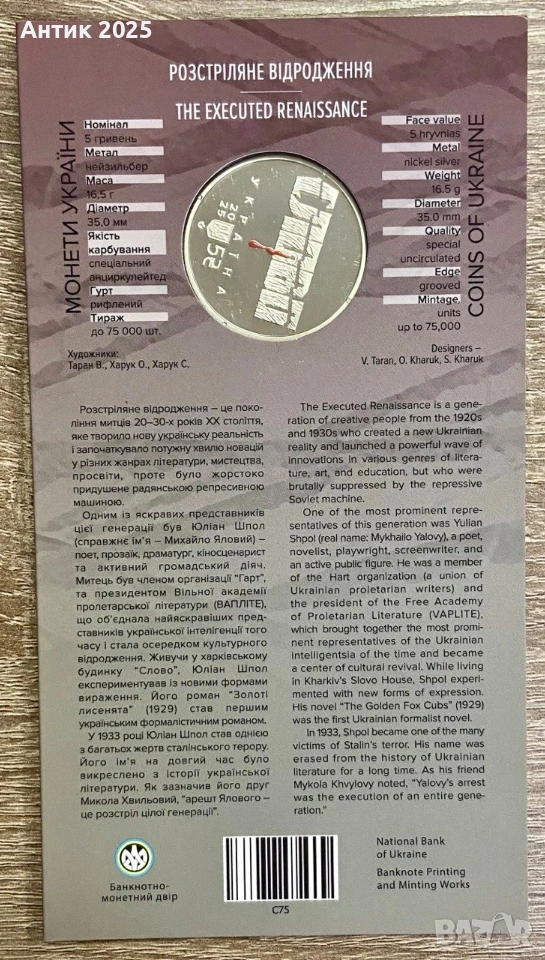 Антик 2025
РОЗСТРІЛЯНЕ ВІДРОДЖЕННЯ
THE EXECUTED RENAISSANCE
МОНЕТИ УКРАЇНИ
Номінал
5 гривень
Метал
нейзильбер
Маса
16,5 г
Діаметр
35,0 мм
Якість
карбування
спеціальний
анциркулейтед
Гурт
рифлений
Тираж
до 75 000 шт.
Художники:
Таран В., Харук О., Харук С.
УКРАЇНА
20
25
5
COINS OF UKRAINE
Face value
5 hryvnias
Metal
nickel silver
Weight
16.5 g
Diameter
35.0 mm
Quality
special
uncirculated
Edge
grooved
Mintage,
units
up to 75,000
Designers –
V. Taran, O. Kharuk, S. Kharuk
Розстріляне відродження – це поко-
ління митців 20–30-х років XX століття,
яке творило нову українську реальність
і започаткувало потужну хвилю новацій
у різних жанрах літератури, мистецтва,
просвіти, проте було жорстоко
придушене радянською репресивною
машиною.
Одним із яскравих представників
цієї генерації був Юліан Шпол
(справжнє ім'я – Михайло Яловий) –
поет, прозаїк, драматург, кіносценарист
та активний громадський діяч.
Митець був членом організації "Гарт",
та президентом Вільної академії
пролетарської літератури (ВАПЛІТЕ),
що об'єднала найяскравіших пред-
ставників української інтелігенції того
часу і стала осередком культурного
відродження. Живучи у харківському
будинку "Слово", Юліан Шпол
експериментував із новими формами
вираження. Його роман "Золоті
лисенята" (1929) став першим
українським формалістичним романом.
У 1933 році Юліан Шпол став однією
з багатьох жертв сталінського терору.
Його ім'я на довгий час було
викреслено з історії української
літератури. Як зазначив його друг
Микола Хвильовий, "арешт Ялового –
це розстріл цілої генерації".
The Executed Renaissance is a gene-
ration of creative people from the 1920s
and 1930s who created a new Ukrainian
reality and launched a powerful wave of
innovations in various genres of litera-
ture, art, and education, but who were
brutally suppressed by the repressive
Soviet machine.
One of the most prominent repre-
sentatives of this generation was Yulian
Shpol (real name: Mykhailo Yalovy), a poet,
novelist, playwright, screenwriter, and
an active public figure. He was a member
of the Hart organization (a union of
Ukrainian proletarian writers) and
the president of the Free Academy
of Proletarian Literature (VAPLITE),
which brought together the most promi-
nent representatives of the Ukrainian
intelligentsia of the time and became
a center of cultural revival. While living
in Kharkiv's Slovo House, Shpol experi-
mented with new forms of expression.
His novel "The Golden Fox Cubs" (1929)
was the first Ukrainian formalist novel.
In 1933, Shpol became one of the many
victims of Stalin's terror. His name was
erased from the history of Ukrainian
literature for a long time. As his friend
Mykola Khvylovy noted, "Yalovy's arrest
was the execution of an entire gene-
ration."
Банкнотно-
монетний двір
C75
National Bank
of Ukraine
Banknote Printing
and Minting Works
BAZAR